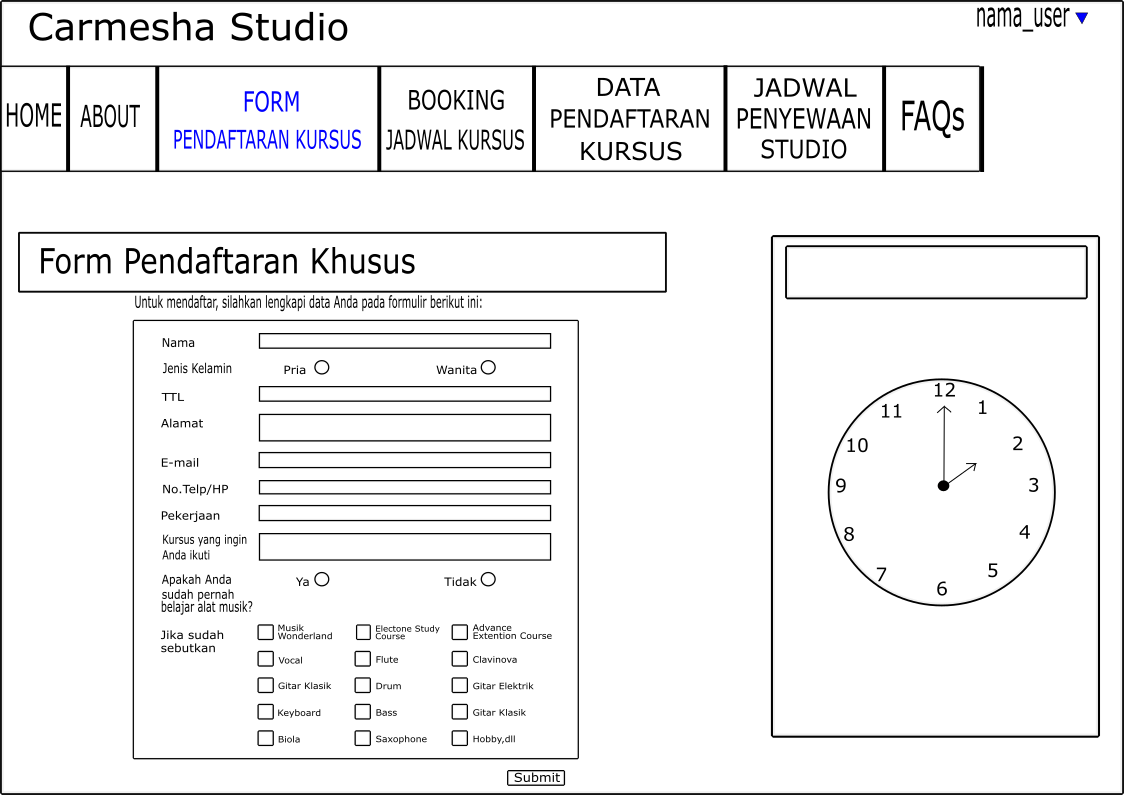 Carmesha Studio
nama_user
HOME
ABOUT
FORM
PENDAFTARAN KURSUS
BOOKING
JADWAL KURSUS
DATA
PENDAFTARAN
KURSUS
JADWAL
PENYEWAAN
STUDIO
FAQs
Form Pendaftaran Khusus
Untuk mendaftar, silahkan lengkapi data Anda pada formulir berikut ini:
Nama
Jenis Kelamin
Pria
Wanita
TTL
Alamat
E-mail
No.Telp/HP
Pekerjaan
Kursus yang ingin
Anda ikuti
Apakah Anda
sudah pernah
belajar alat musik?
Ya
Tidak
Jika sudah
sebutkan
Musik
Wonderland
Electone Study
Course
Advance
Extention Course
Vocal
Flute
Clavinova
Gitar Klasik
Drum
Gitar Elektrik
Keyboard
Bass
Gitar Klasik
Biola
Saxophone
Hobby,dll
Submit
12
1
2
3
4
5
6
7
8
9
10
11